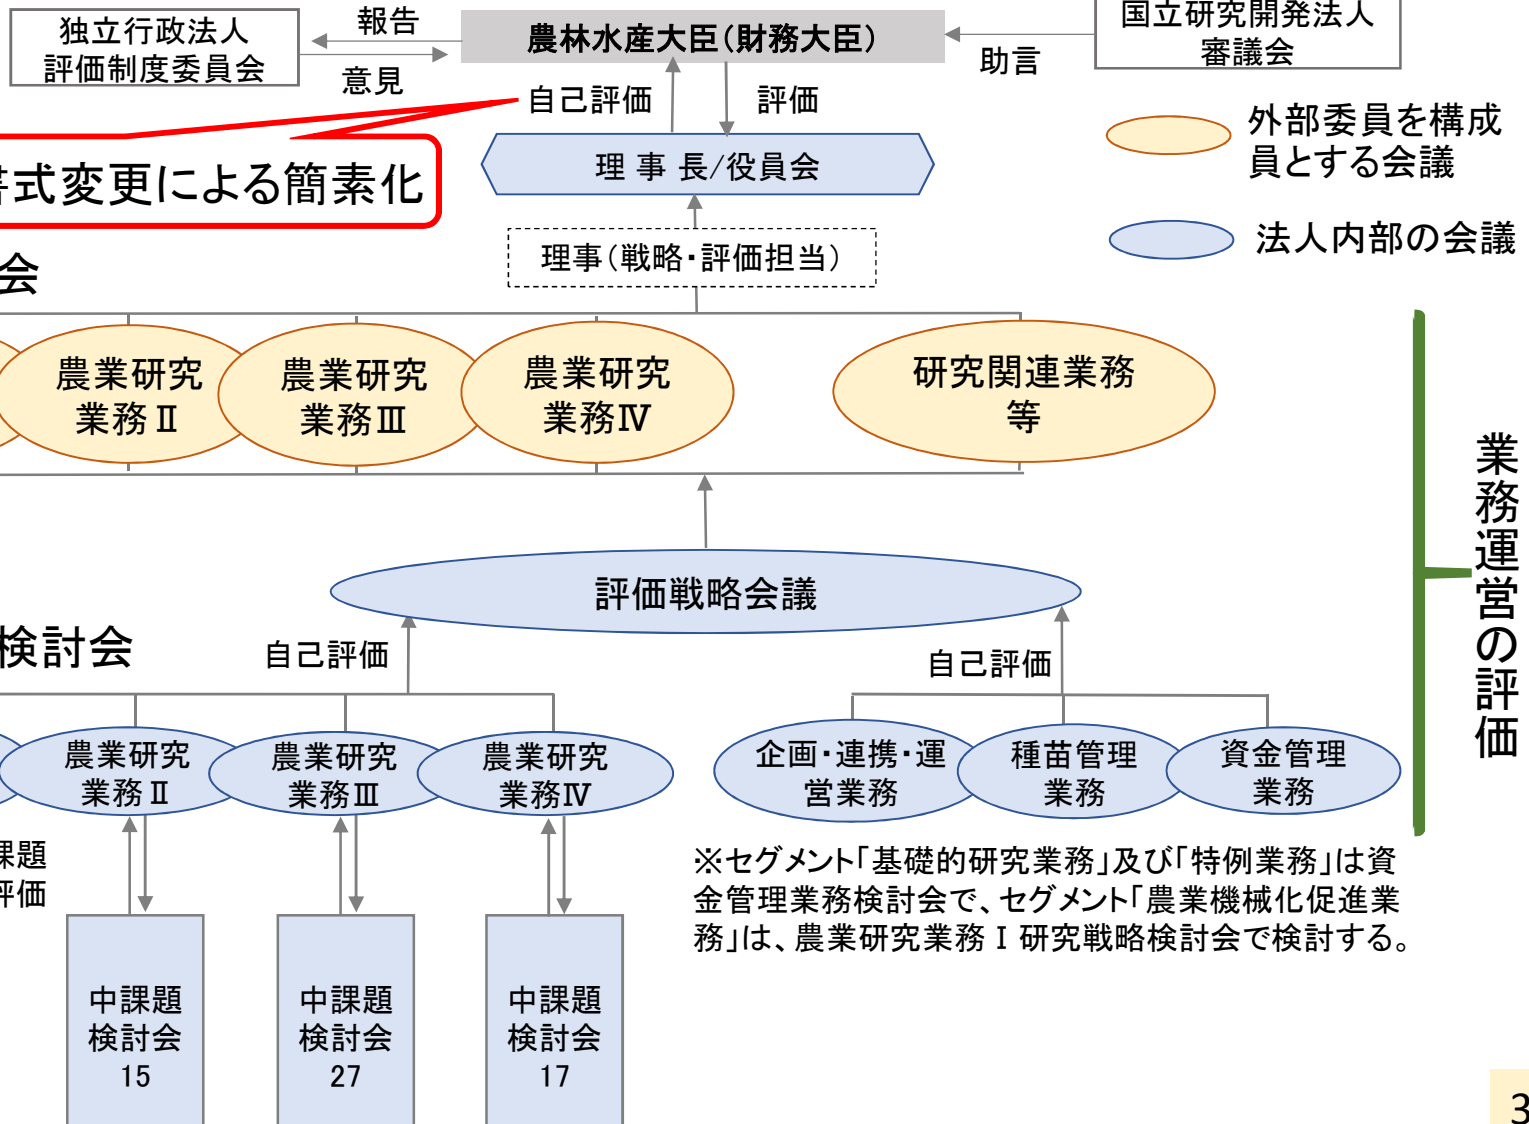 独立行政法人
評価制度委員会
報告
意見
農林水産大臣(財務大臣)
国立研究開発法人
審議会
助言
自己評価
評価
理 事 長/役員会
書式変更による簡素化
外部委員を構成
員とする会議
法人内部の会議
理事(戦略・評価担当)
会
農業研究
業務Ⅱ
農業研究
業務Ⅲ
農業研究
業務Ⅳ
研究関連業務
等
業務運営の評価
評価戦略会議
検討会
自己評価
自己評価
農業研究
業務Ⅱ
農業研究
業務Ⅲ
農業研究
業務Ⅳ
企画・連携・運
営業務
種苗管理
業務
資金管理
業務
課題
評価
※セグメント「基礎的研究業務」及び「特例業務」は資
金管理業務検討会で、セグメント「農業機械化促進業
務」は、農業研究業務Ⅰ研究戦略検討会で検討する。
中課題
検討会
15
中課題
検討会
27
中課題
検討会
17
3